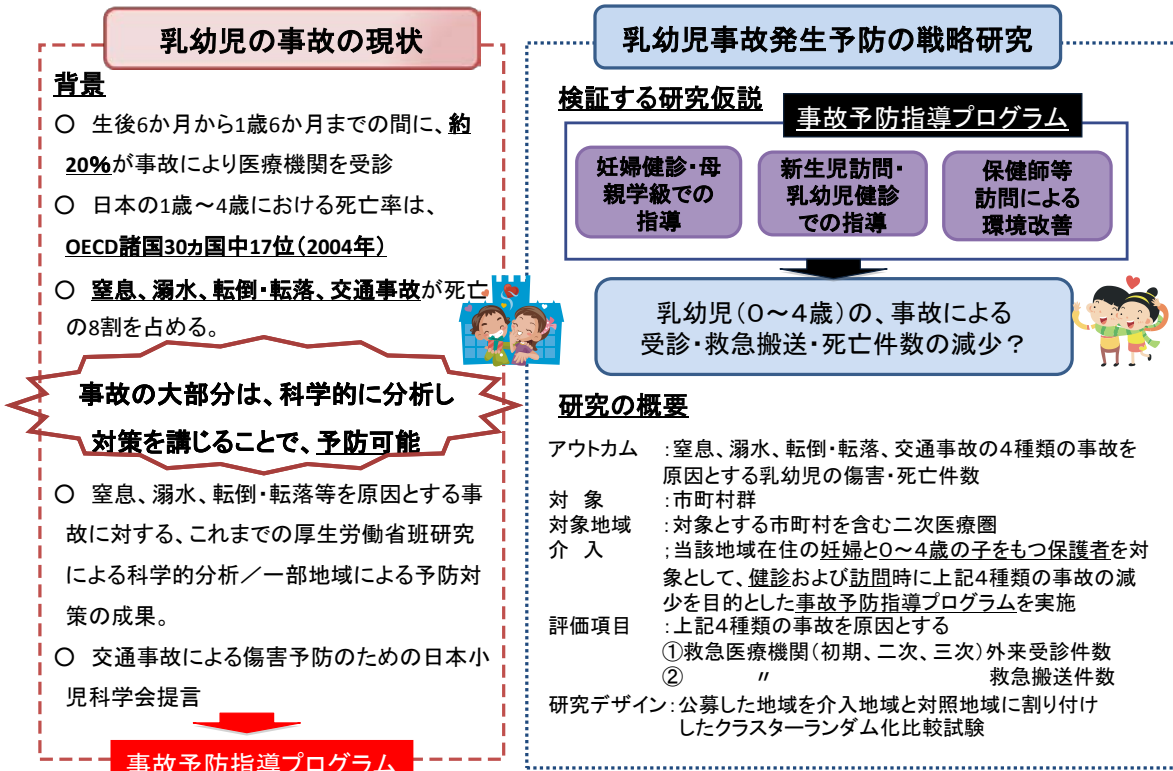 乳幼児の事故の現状
背景
○　生後6か月から1歳6か月までの間に、約
20%が事故により医療機関を受診
○　日本の1歳～4歳における死亡率は、
OECD諸国30ヵ国中17位（2004年）
○　窒息、溺水、転倒・転落、交通事故が死亡
の8割を占める。
事故の大部分は、科学的に分析し
対策を講じることで、予防可能
○　窒息、溺水、転倒・転落等を原因とする事
故に対する、これまでの厚生労働省班研究
による科学的分析／一部地域による予防対
策の成果。
○　交通事故による傷害予防のための日本小
児科学会提言
事故予防指導プログラム
乳幼児事故発生予防の戦略研究
検証する研究仮説
事故予防指導プログラム
妊婦健診・母
親学級での
指導
新生児訪問・
乳幼児健診
での指導
保健師等
訪問による
環境改善
乳幼児（0～4歳）の、事故による
受診・救急搬送・死亡件数の減少？
研究の概要
アウトカム　：窒息、溺水、転倒・転落、交通事故の4種類の事故を
原因とする乳幼児の傷害・死亡件数
対　象　：市町村群
対象地域　：対象とする市町村を含む二次医療圏
介　入　；当該地域在住の妊婦と0～4歳の子をもつ保護者を対
象として、健診および訪問時に上記4種類の事故の減
少を目的とした事故予防指導プログラムを実施
評価項目　：上記4種類の事故を原因とする
①救急医療機関（初期、二次、三次）外来受診件数
②　〃　救急搬送件数
研究デザイン：公募した地域を介入地域と対照地域に割り付け
したクラスターランダム化比較試験